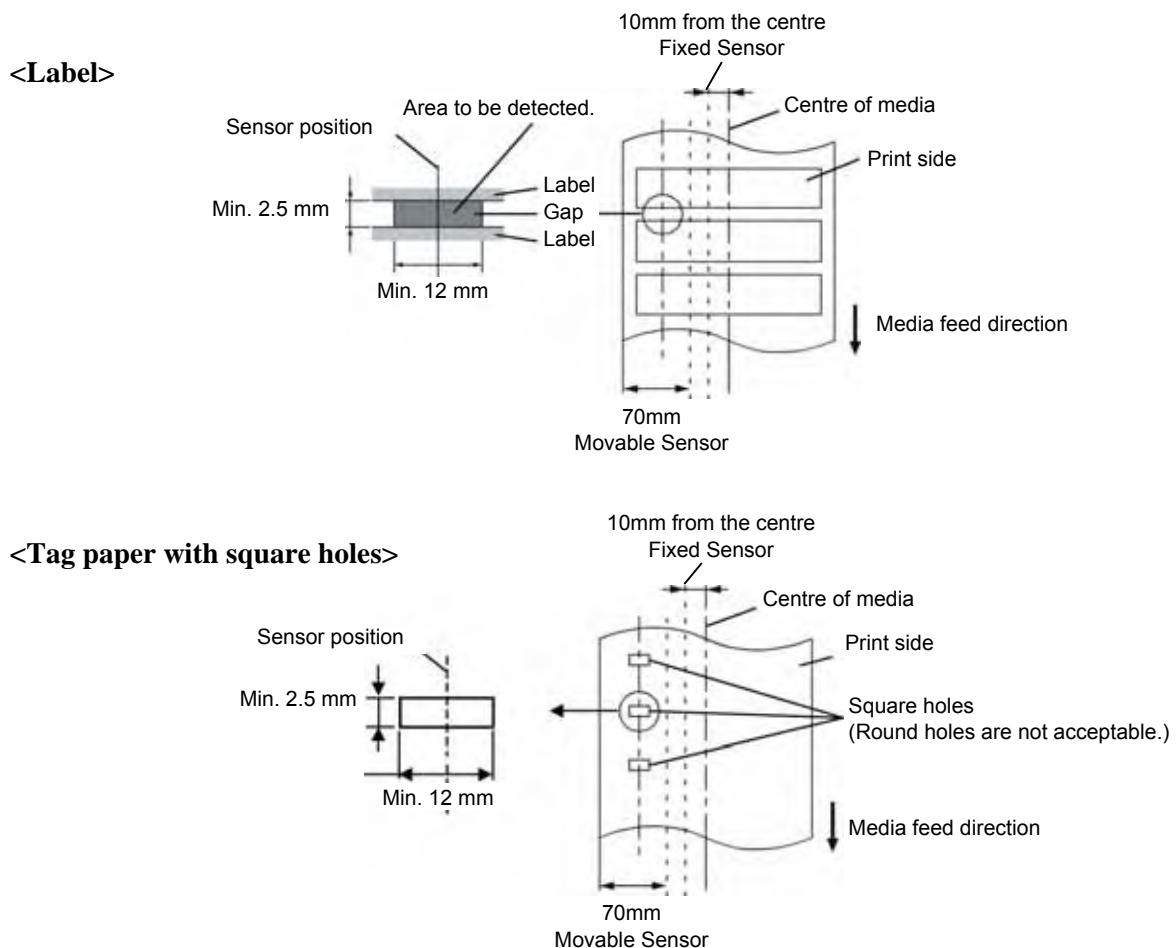 10mm from the centre
Fixed Sensor
<Label>
Area to be detected.
Centre of media
Sensor position
Print side
Label
Min. 2.5 mm
Gap
Label
Min. 12 mm
Media feed direction
70mm
Movable Sensor
10mm from the centre
Fixed Sensor
<Tag paper with square holes>
Centre of media
Sensor position
Print side
Min. 2.5 mm
Square holes
(Round holes are not acceptable.)
Min. 12 mm
Media feed direction
70mm
Movable Sensor